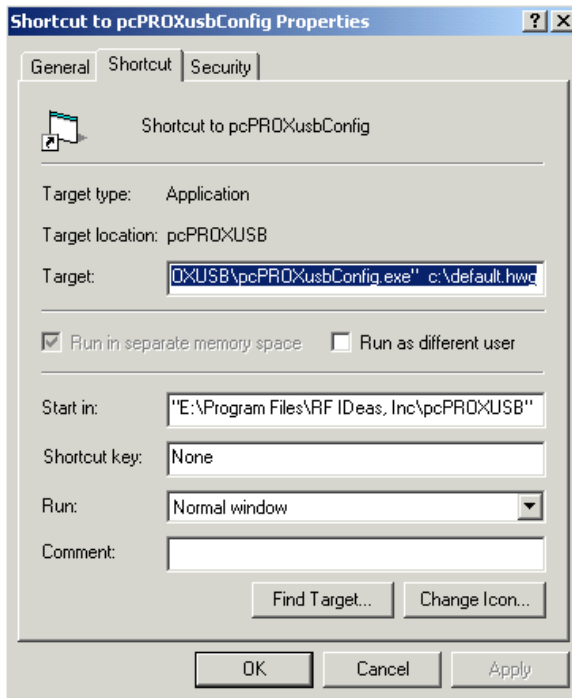 Shortcut to pcPROXusbConfig Properties
General Shortcut Security
Shortcut to pcPROXusbConfig
Target type: Application
Target location: pcPROXUSB
Target: OXUSB\pcPROXusbConfig.exe" c:\default.hwg
Run in separate memory space Run as different user
Start in: "E:\Program Files\RF IDeas, Inc\pcPROXUSB"
Shortcut key: None
Run: Normal window
Comment:
Find Target... Change Icon...
OK Cancel Apply